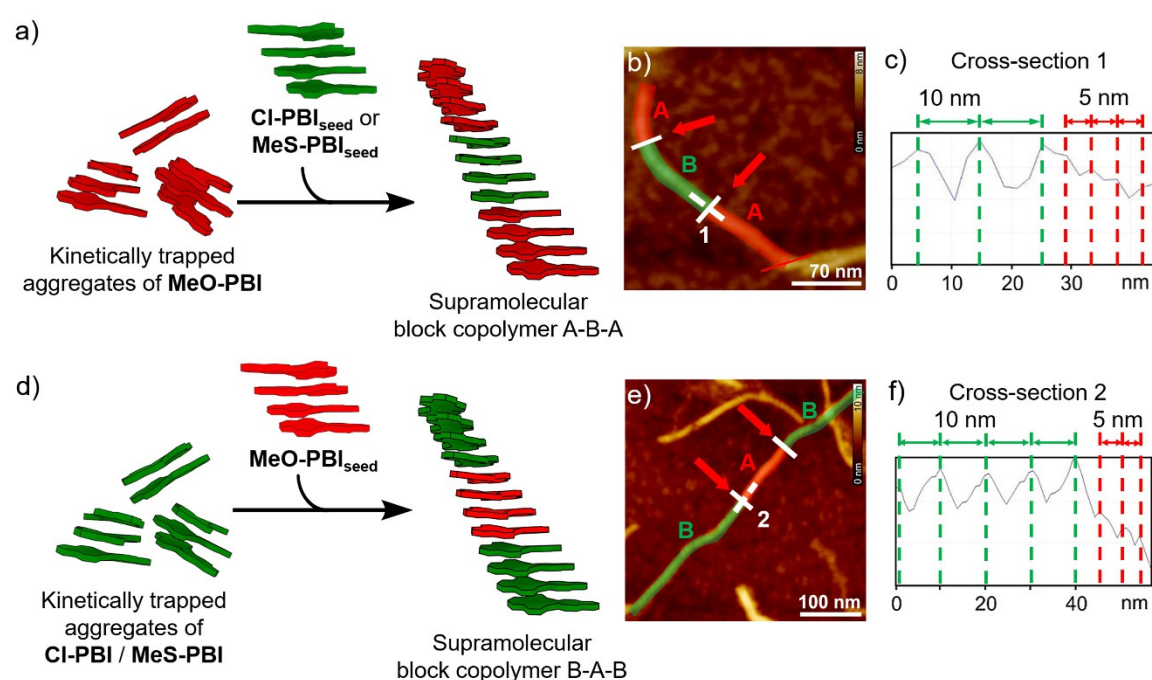 a)
Cl-PBIseed or
MeS-PBIseed
Kinetically trapped
aggregates of MeO-PBI
Supramolecular
block copolymer A-B-A
b)
A
B
A
1
70 nm
8 nm
0 nm
c)
Cross-section 1
10 nm
5 nm
0 10 20 30 nm
d)
MeO-PBIseed
Kinetically trapped
aggregates of
Cl-PBI / MeS-PBI
Supramolecular
block copolymer B-A-B
e)
B
A
2
B
100 nm
10 nm
0 nm
f)
Cross-section 2
10 nm
5 nm
0 20 40 nm